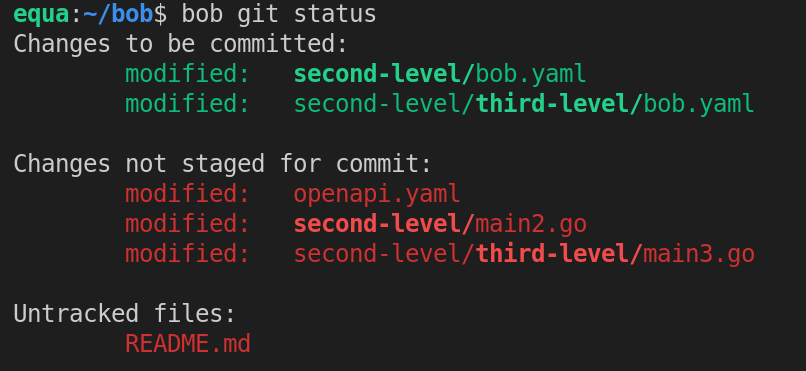 equa:~/bob$ bob git status
Changes to be committed:
        modified:   second-level/bob.yaml
        modified:   second-level/third-level/bob.yaml

Changes not staged for commit:
        modified:   openapi.yaml
        modified:   second-level/main2.go
        modified:   second-level/third-level/main3.go

Untracked files:
        README.md